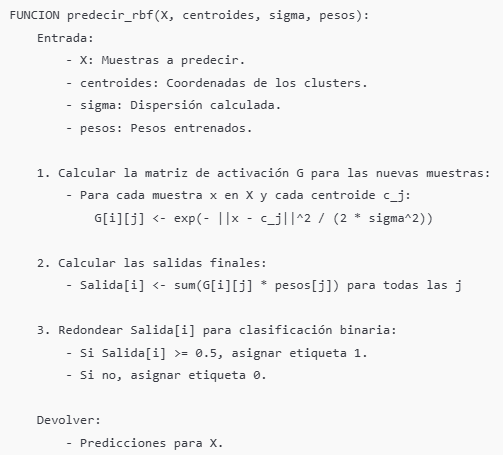 FUNCION predecir_rbf(X, centroides, sigma, pesos):
    Entrada:
        - X: Muestras a predecir.
        - centroides: Coordenadas de los clusters.
        - sigma: Dispersión calculada.
        - pesos: Pesos entrenados.

    1. Calcular la matriz de activación G para las nuevas muestras:
        - Para cada muestra x en X y cada centroide c_j:
            G[i][j] <- exp(- ||x - c_j||^2 / (2 * sigma^2))

    2. Calcular las salidas finales:
        - Salida[i] <- sum(G[i][j] * pesos[j]) para todas las j

    3. Redondear Salida[i] para clasificación binaria:
        - Si Salida[i] >= 0.5, asignar etiqueta 1.
        - Si no, asignar etiqueta 0.

    Devolver:
        - Predicciones para X.